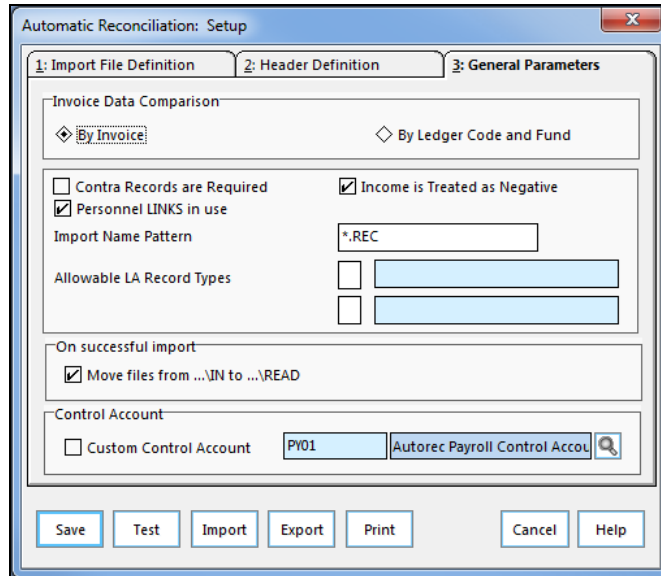 Automatic Reconciliation: Setup
1: Import File Definition 2: Header Definition 3: General Parameters
Invoice Data Comparison
By Invoice By Ledger Code and Fund
Contra Records are Required Income is Treated as Negative
Personnel LINKS in use
Import Name Pattern *.REC
Allowable LA Record Types
On successful import
Move files from ...\IN to ...\READ
Control Account
Custom Control Account PY01 Autorec Payroll Control Accou
Save Test Import Export Print Cancel Help